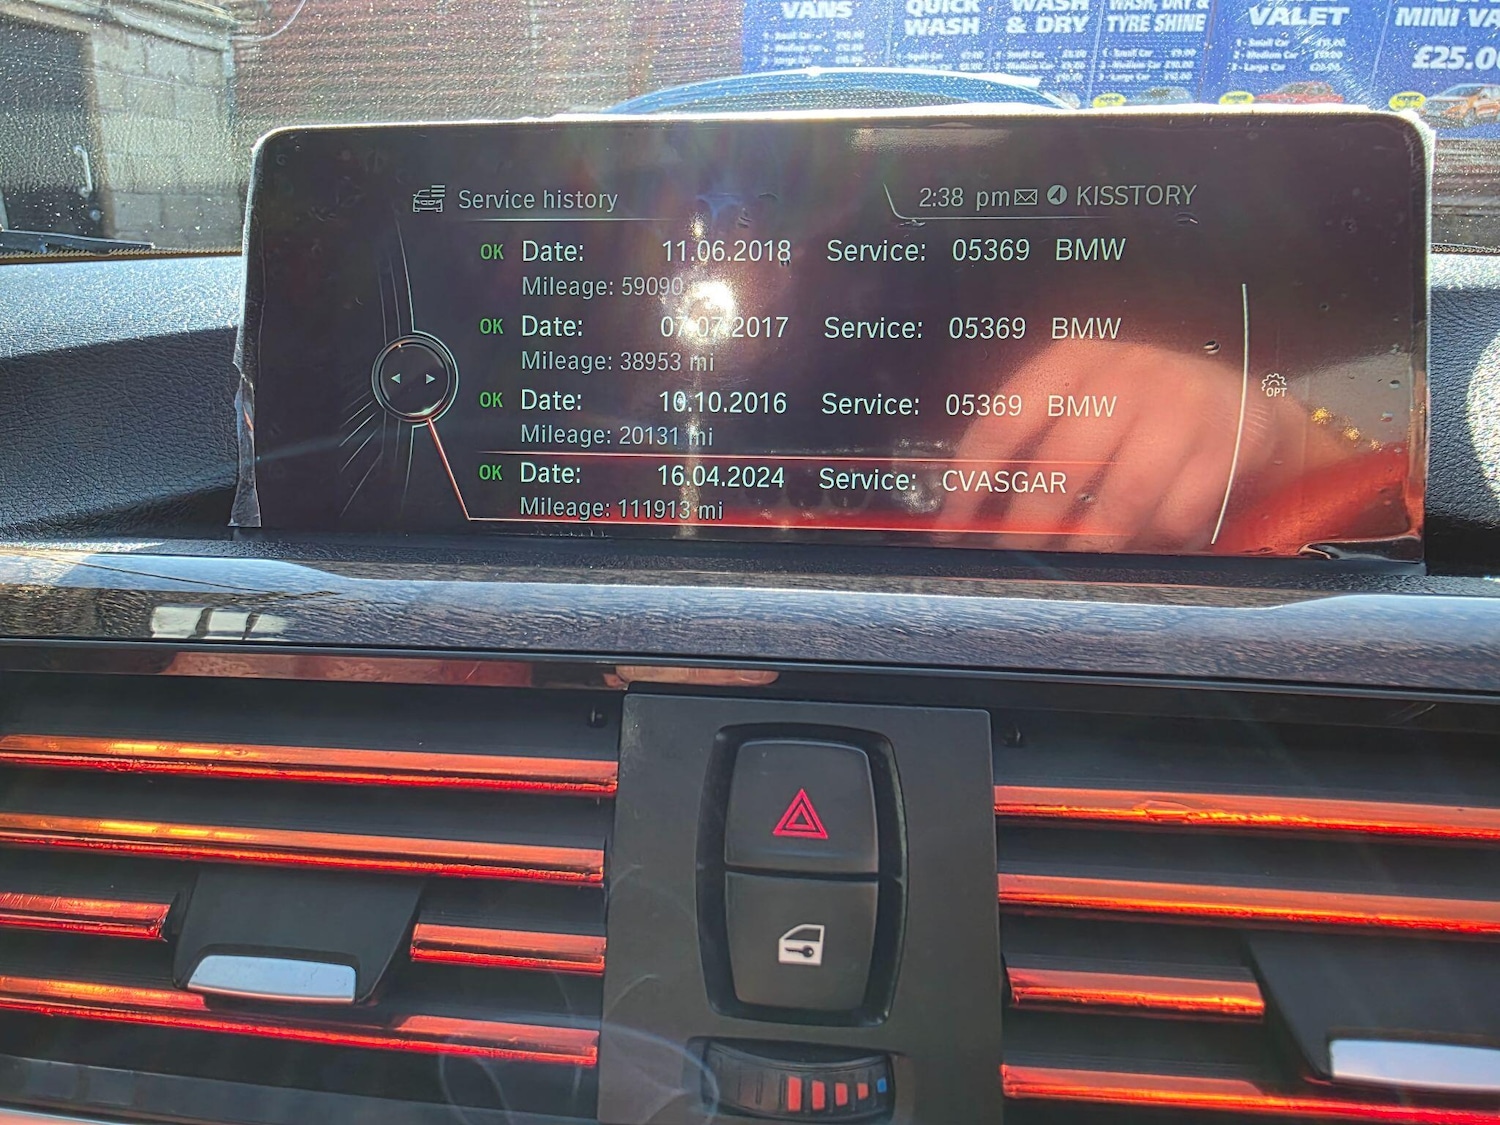 VANS
QUICK
WASH
WASH
& DRY
WASH, DRY &
TYRE SHINE
VALET
MINI
£25.0
Service history
2:38 pm KISSTORY
OK Date: 11.06.2018 Service: 05369 BMW
Mileage: 59090
OK Date: 07.07.2017 Service: 05369 BMW
Mileage: 38953 mi
OK Date: 10.10.2016 Service: 05369 BMW
Mileage: 20131 mi
OK Date: 16.04.2024 Service: CVASGAR
Mileage: 111913 mi
OPT